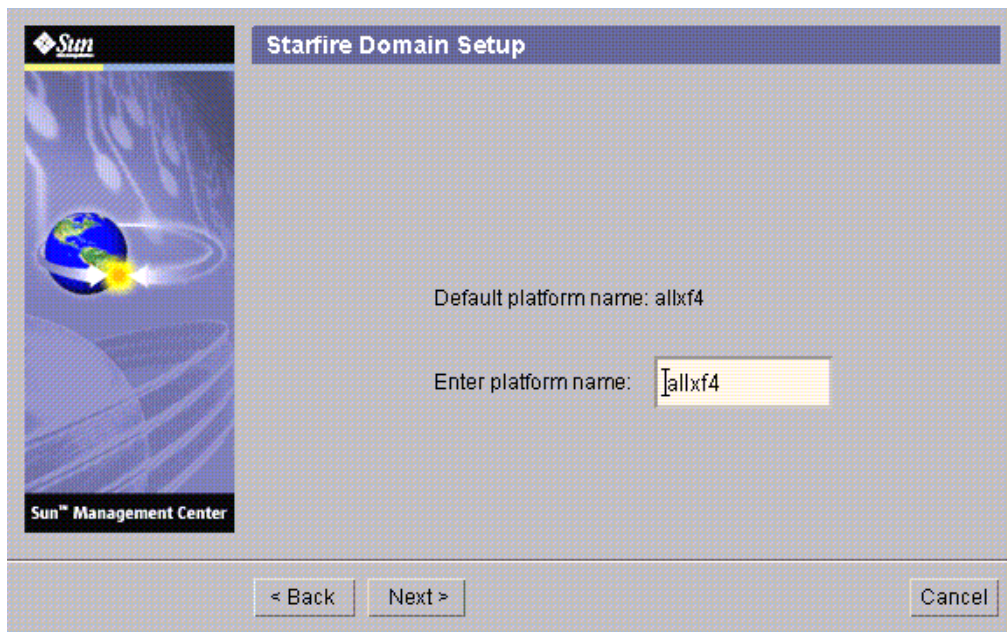 Sun
Starfire Domain Setup
Default platform name: allxf4
Enter platform name: allxf4
Sun™ Management Center
< Back Next > Cancel